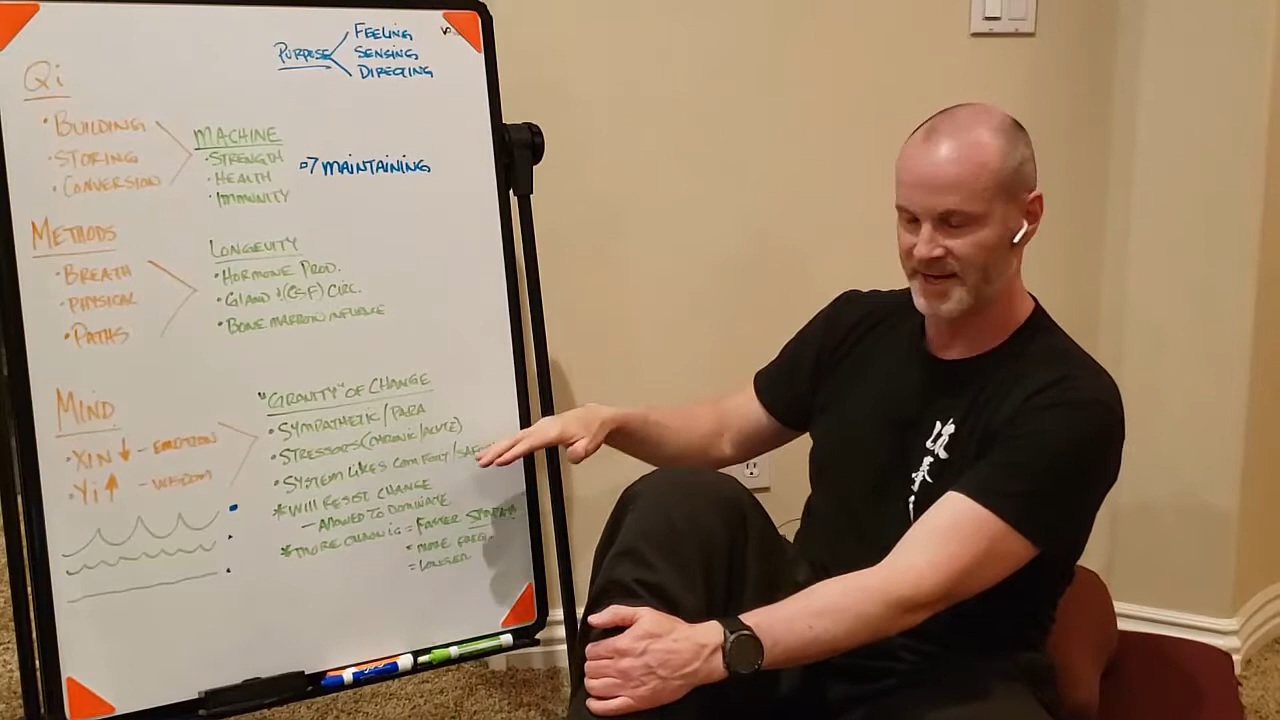 PURPOSE
FEELING
SENSING
DIRECTING
Qi
• BUILDING
• STORING
• CONVERSION
MACHINE
• STRENGTH
• HEALTH
• IMMUNITY
MAINTAINING
METHODS
• BREATH
• PHYSICAL
• PATHS
LONGEVITY
• HORMONE PROD.
• GLAND (CSF) CIRC.
• BONE MARROW INFLUENCE
MIND
• XIN ↓ - EMOTION
• Yi ↑ - WISDOM
"GRAVITY" OF CHANGE
• SYMPATHETIC/PARA
• STRESSORS (CHRONIC/ACUTE)
• SYSTEM LIKES COMFORT/SAFE
* WILL RESIST CHANGE
- ALLOWED TO DOMINATE
* MORE = FASTER
= MORE
= LONGER
流